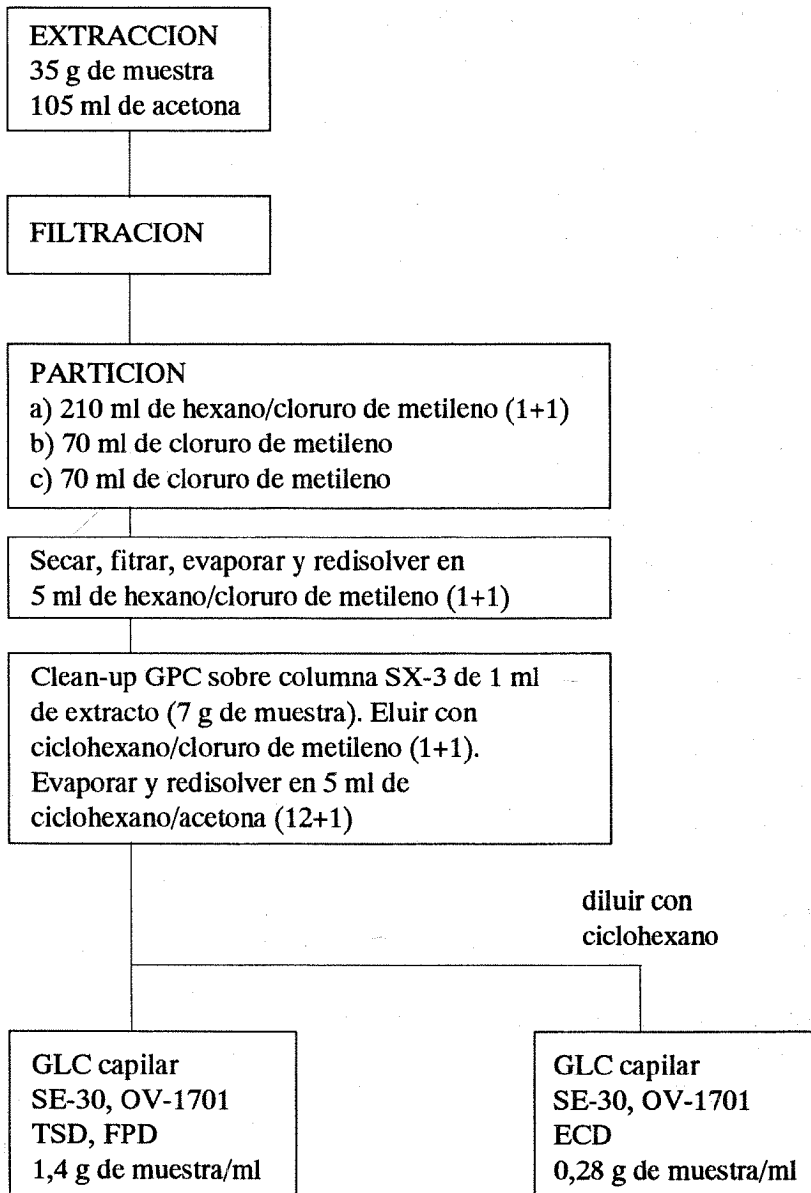 EXTRACCION
35 g de muestra
105 ml de acetona
FILTRACION
PARTICION
a) 210 ml de hexano/cloruro de metileno (1+1)
b) 70 ml de cloruro de metileno
c) 70 ml de cloruro de metileno
Secar, fitrar, evaporar y redisolver en
5 ml de hexano/cloruro de metileno (1+1)
Clean-up GPC sobre columna SX-3 de 1 ml
de extracto (7 g de muestra). Eluir con
ciclohexano/cloruro de metileno (1+1).
Evaporar y redisolver en 5 ml de
ciclohexano/acetona (12+1)
diluir con
ciclohexano
GLC capilar
SE-30, OV-1701
TSD, FPD
1,4 g de muestra/ml
GLC capilar
SE-30, OV-1701
ECD
0,28 g de muestra/ml